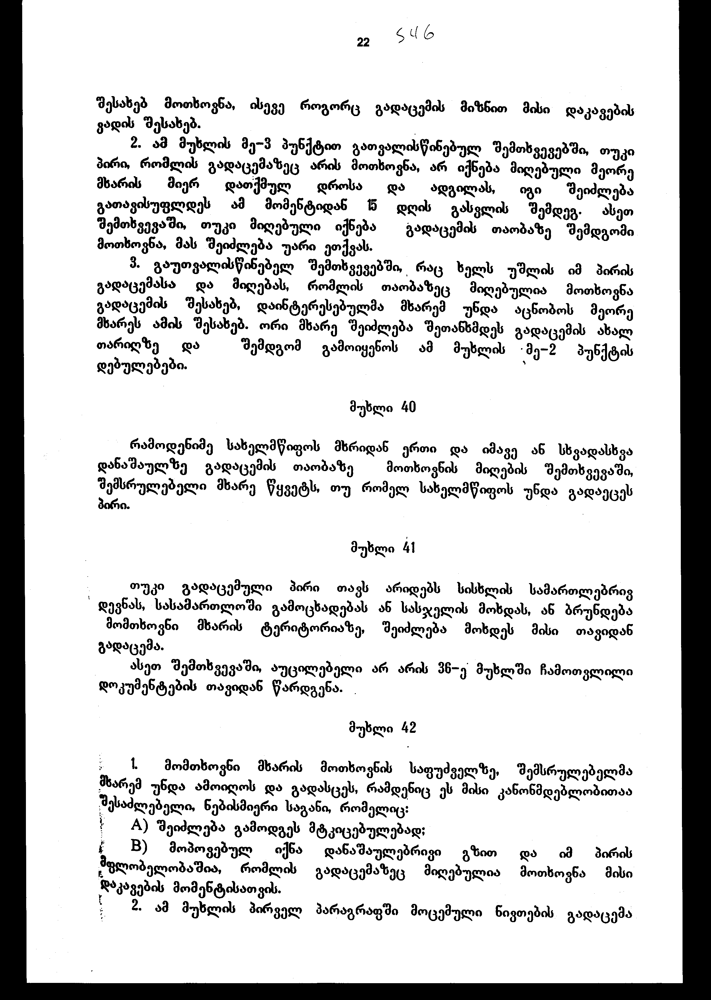 22 546
შესახებ მოთხოვნა, ისევე როგორც გადაცემის მიზნით მისი დაკავების
ვადის შესახებ.
2. ამ მუხლის მე-3 პუნქტით გათვალისწინებულ შემთხვევებში, თუკი
პირი, რომლის გადაცემაზეც არის მოთხოვნა, არ იქნება მიღებული მეორე
მხარის მიერ დათქმულ დროსა და ადგილას, იგი შეიძლება
გათავისუფლდეს ამ მომენტიდან 15 დღის გასვლის შემდეგ. ასეთ
შემთხვევაში, თუკი მიღებული იქნება გადაცემის თაობაზე შემდგომი
მოთხოვნა, მას შეიძლება უარი ეთქვას.
3. გაუთვალისწინებელ შემთხვევებში, რაც ხელს უშლის იმ პირის
გადაცემასა და მიღებას, რომლის თაობაზეც მიღებულია მოთხოვნა
გადაცემის შესახებ, დაინტერესებულმა მხარემ უნდა აცნობოს მეორე
მხარეს ამის შესახებ. ორი მხარე შეიძლება შეთანხმდეს გადაცემის ახალ
თარიღზე და შემდგომ გამოიყენოს ამ მუხლის მე-2 პუნქტის
დებულებები.
მუხლი 40
რამოდენიმე სახელმწიფოს მხრიდან ერთი და იმავე ან სხვადასხვა
დანაშაულზე გადაცემის თაობაზე მოთხოვნის მიღების შემთხვევაში,
შემსრულებელი მხარე წყვეტს, თუ რომელ სახელმწიფოს უნდა გადაეცეს
პირი.
მუხლი 41
თუკი გადაცემული პირი თავს არიდებს სისხლის სამართლებრივ
დევნას, სასამართლოში გამოცხადებას ან სასჯელის მოხდას, ან ბრუნდება
მომთხოვნი მხარის ტერიტორიაზე, შეიძლება მოხდეს მისი თავიდან
გადაცემა.
ასეთ შემთხვევაში, აუცილებელი არ არის 36-ე მუხლში ჩამოთვლილი
დოკუმენტების თავიდან წარდგენა.
მუხლი 42
1. მომთხოვნი მხარის მოთხოვნის საფუძველზე, შემსრულებელმა
მხარემ უნდა ამოიღოს და გადასცეს, რამდენიც ეს მისი კანონმდებლობითაა
შესაძლებელი, ნებისმიერი საგანი, რომელიც:
A) შეიძლება გამოდგეს მტკიცებულებად;
B) მოპოვებულ იქნა დანაშაულებრივი გზით და იმ პირის
მფლობელობაშია, რომლის გადაცემაზეც მიღებულია მოთხოვნა მისი
დაკავების მომენტისათვის.
2. ამ მუხლის პირველ პარაგრაფში მოცემული ნივთების გადაცემა